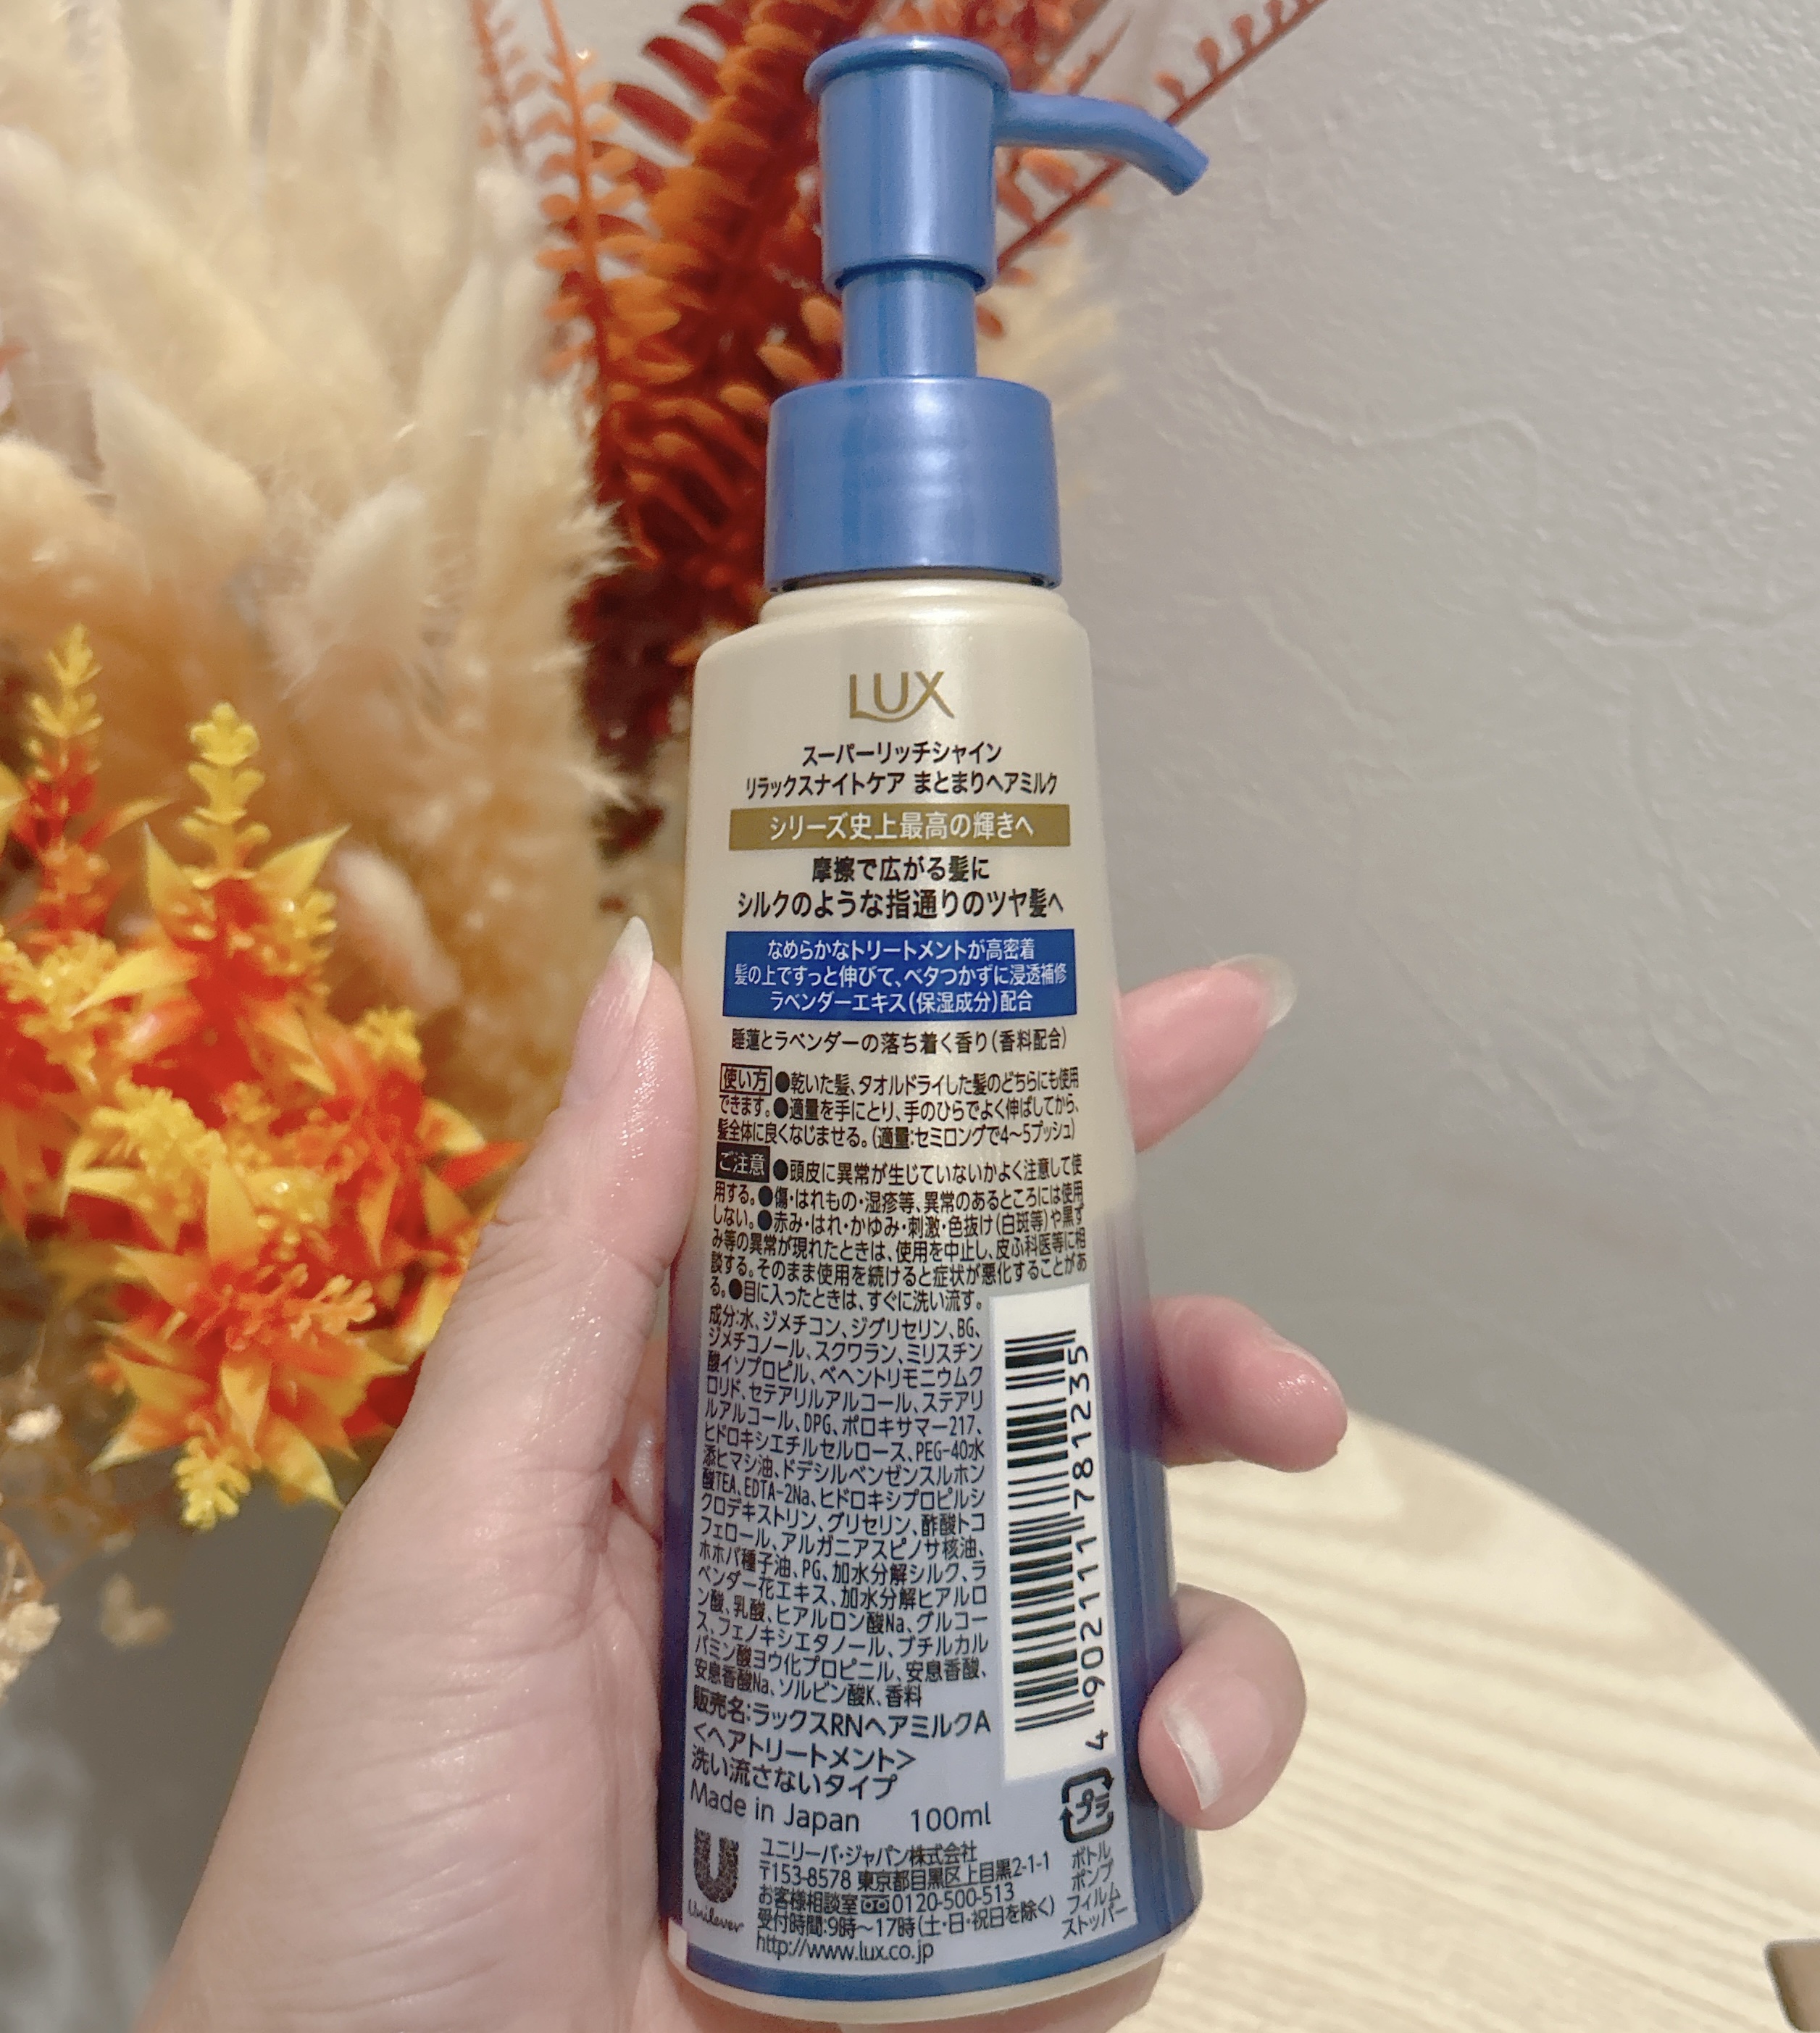 LUX
スーパーリッチシャイン
リラックスナイトケア まとまりヘアミルク
シリーズ史上最高の輝きへ
摩擦で広がる髪に
シルクのような指通りのツヤ髪へ
なめらかなトリートメントが高密着
髪の上ですっと伸びて、ベタつかずに浸透補修
ラベンダーエキス(保湿成分)配合
睡蓮とラベンダーの落ち着く香り(香料配合)
使い方 ●乾いた髪、タオルドライした髪のどちらにも使用
できます。●適量を手にとり、手のひらでよく伸ばしてから、
髪全体に良くなじませる。(適量:セミロングで4〜5プッシュ)
ご注意 ●頭皮に異常が生じていないかよく注意して使
用する。●傷・はれもの・湿疹等、異常のあるところには使用
しない。●赤み・はれ・かゆみ・刺激・色抜け(白斑等)や黒ず
み等の異常が現れたときは、使用を中止し、皮ふ科医等に相
談する。そのまま使用を続けると症状が悪化することがあ
る。●目に入ったときは、すぐに洗い流す。
成分:水、ジメチコン、ジグリセリン、BG、
ジメチコノール、スクワラン、ミリスチン
酸イソプロピル、ベヘントリモニウムク
ロリド、セテアリルアルコール、ステアリ
ルアルコール、DPG、ポロキサマー217、
ヒドロキシエチルセルロース、PEG-40水
添ヒマシ油、ドデシルベンゼンスルホン
酸TEA、EDTA-2Na、ヒドロキシプロピルシ
クロデキストリン、グリセリン、酢酸トコ
フェロール、アルガニアスピノサ核油、
ホホバ種子油、PG、加水分解シルク、ラ
ベンダー花エキス、加水分解ヒアルロ
ン酸、乳酸、ヒアルロン酸Na、グルコー
ス、フェノキシエタノール、ブチルカル
バミン酸ヨウ化プロピニル、安息香酸、
安息香酸Na、ソルビン酸K、香料
販売名:ラックスRNヘアミルクA
<ヘアトリートメント>
洗い流さないタイプ
Made in Japan 100ml
4 902111 781235
プラ
ボトル
ポンプ
フィルム
ストッパー
Unilever
ユニリーバ・ジャパン株式会社
〒153-8578 東京都目黒区上目黒2-1-1
お客様相談室 0120-500-513
受付時間:9時〜17時(土・日・祝日を除く)
http://www.lux.co.jp